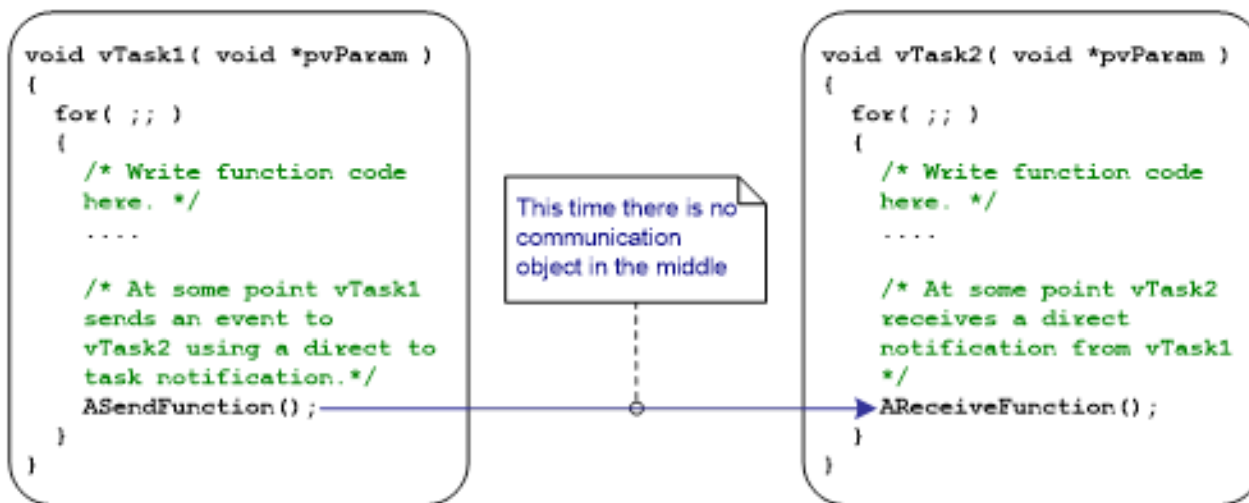 void vTask1( void *pvParam )
{
for( ;; )
{
/* Write function code
here. */
....
/* At some point vTask1
sends an event to
vTask2 using a direct to
task notification.*/
ASendFunction();
}
}
This time there is no
communication
object in the middle
void vTask2( void *pvParam )
{
for( ;; )
{
/* Write function code
here. */
....
/* At some point vTask2
receives a direct
notification from vTask1
*/
AReceiveFunction();
}
}